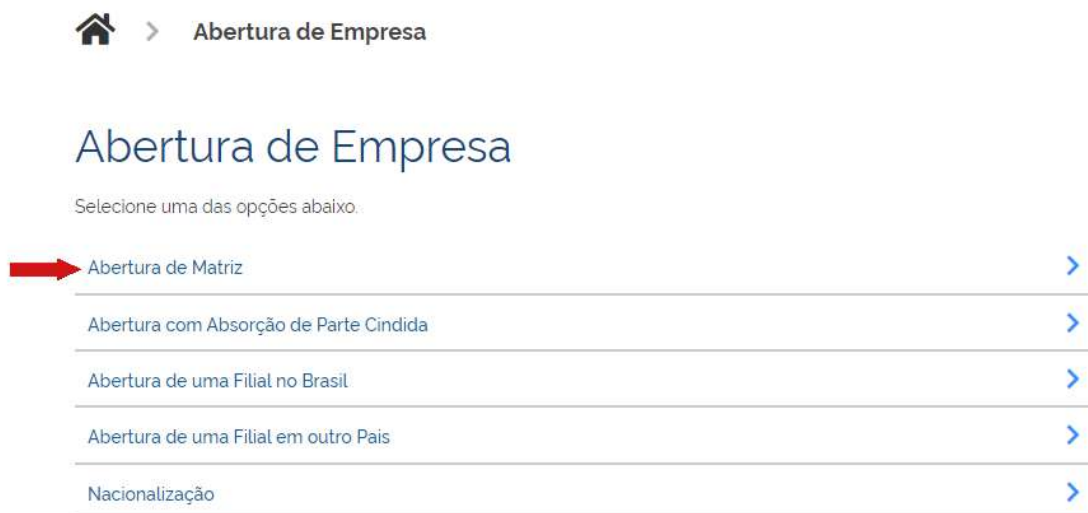 Abertura de Empresa
Abertura de Empresa
Selecione uma das opções abaixo.
Abertura de Matriz
Abertura com Absorção de Parte Cindida
Abertura de uma Filial no Brasil
Abertura de uma Filial em outro Pais
Nacionalização